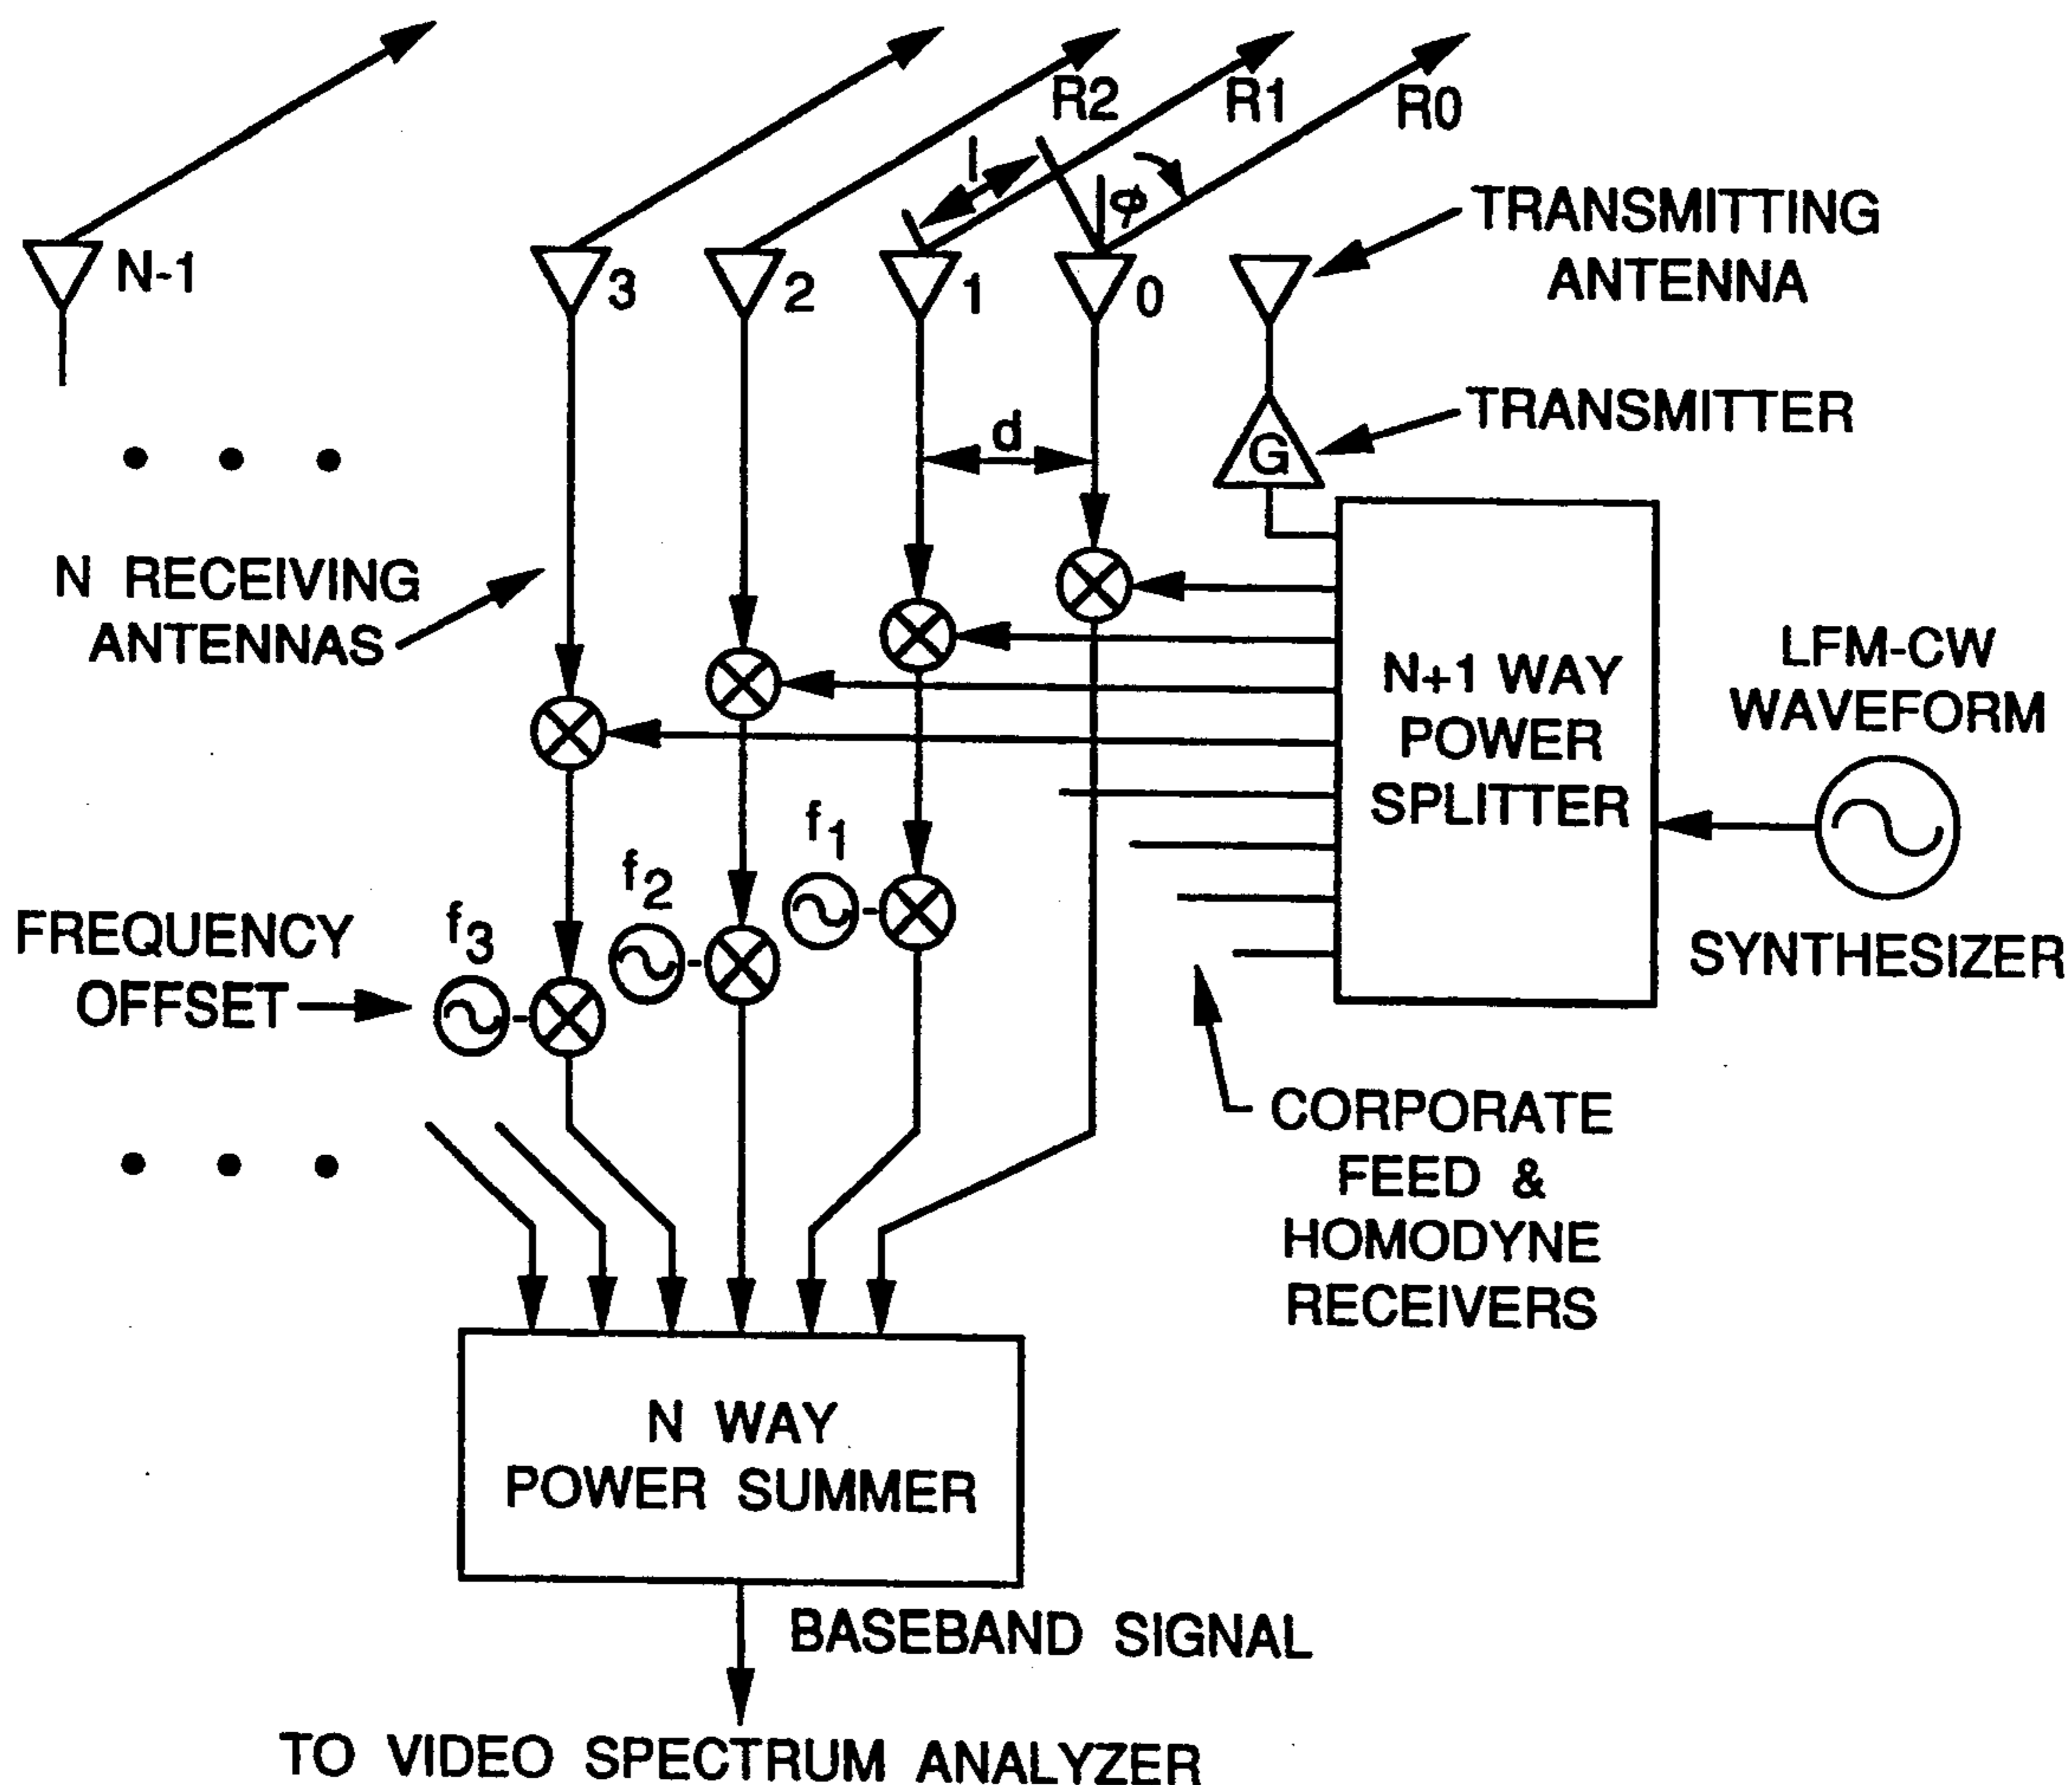 R2
R1
R0
l
φ
TRANSMITTING
ANTENNA
N-1
3
2
1
0
TRANSMITTER
d
G
N RECEIVING
ANTENNAS
N+1 WAY
POWER
SPLITTER
LFM-CW
WAVEFORM
f1
f2
f3
FREQUENCY
OFFSET
SYNTHESIZER
CORPORATE
FEED &
HOMODYNE
RECEIVERS
N WAY
POWER SUMMER
BASEBAND SIGNAL
TO VIDEO SPECTRUM ANALYZER